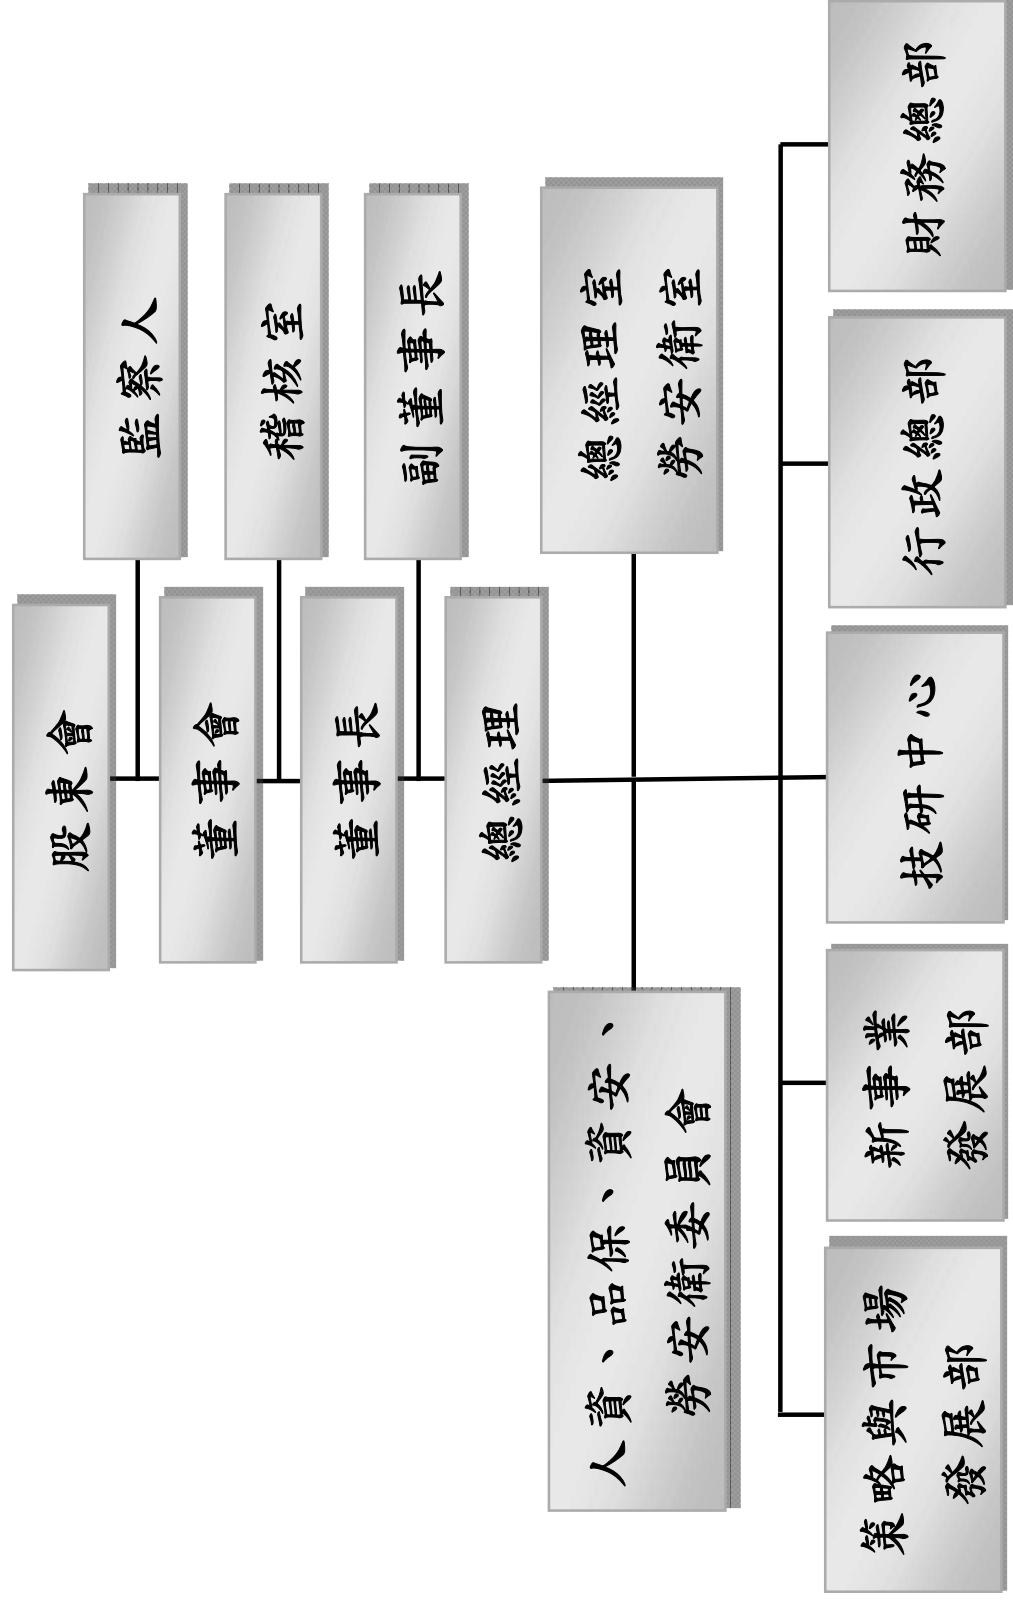 股東會
監察人
董事會
稽核室
董事長
副董事長
總經理
總經理室
勞安衛室
人資、品保、資安、
勞安衛委員會
策略與市場
發展部
新事業
發展部
技研中心
行政總部
財務總部